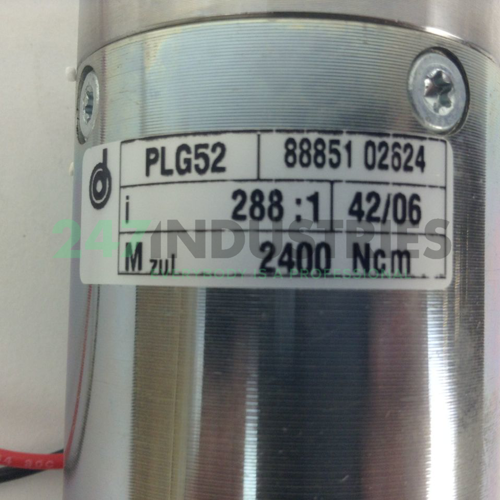 PLG52 88851 02624
i 288 :1 42/06
247INDUSTRIES
M zul 2400 Ncm